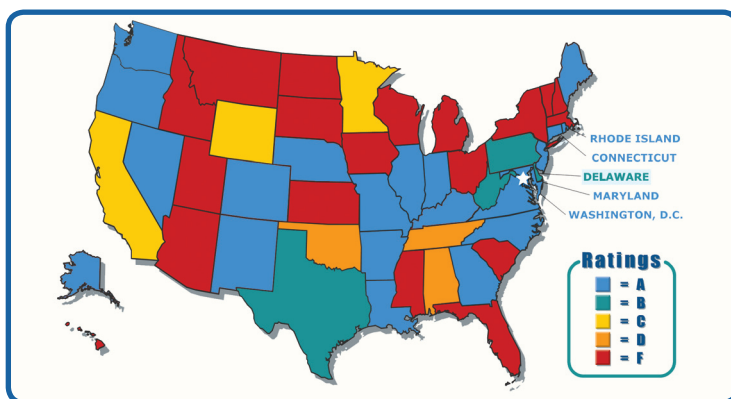 RHODE ISLAND
CONNECTICUT
DELAWARE
MARYLAND
WASHINGTON, D.C.
Ratings
= A
= B
= C
= D
= F